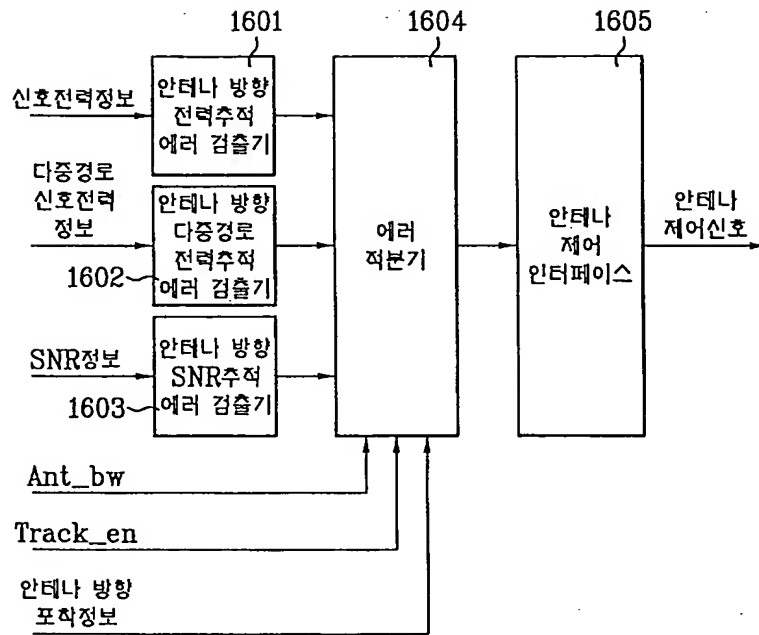 1601
1604
1605
신호전력정보
안테나 방향
전력추적
에러 검출기
다중경로
신호전력
정보
안테나 방향
다중경로
전력추적
에러 검출기
1602
에러
적분기
안테나
제어
인터페이스
안테나
제어신호
SNR정보
안테나 방향
SNR추적
에러 검출기
1603
Ant_bw
Track_en
안테나 방향
포착정보